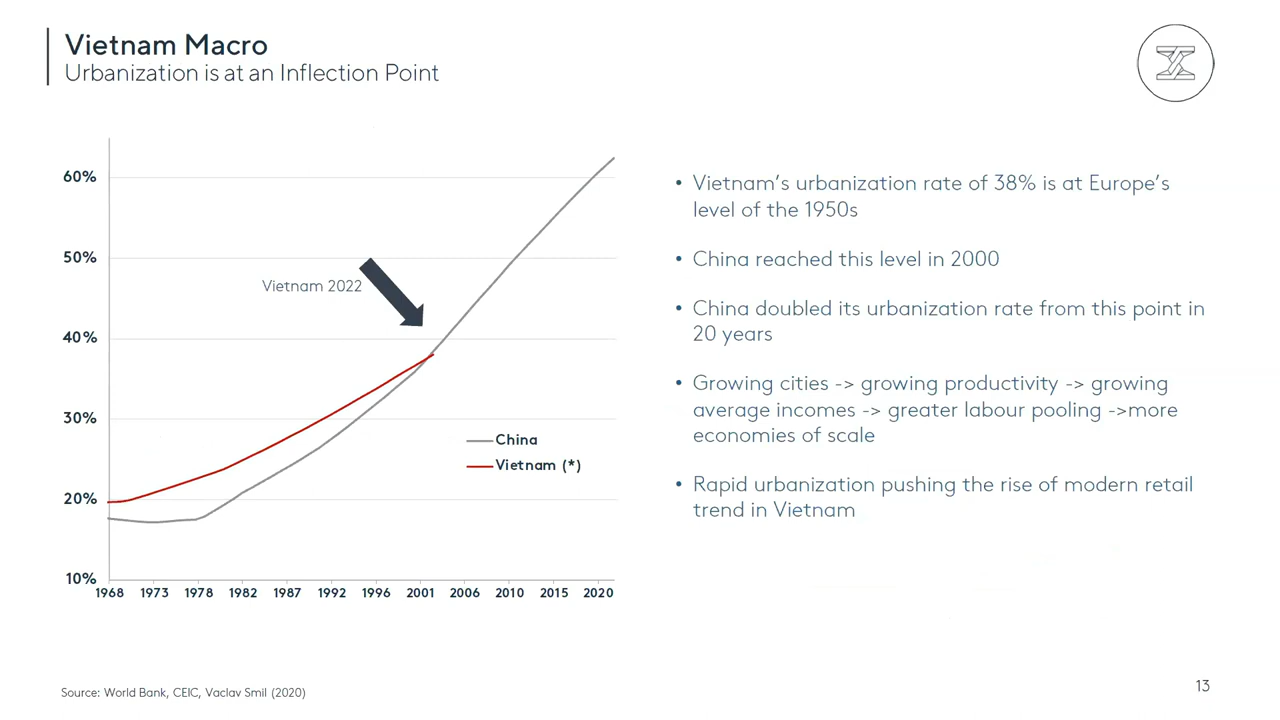 Vietnam Macro
Urbanization is at an Inflection Point
60%
50%
40%
30%
20%
10%
Vietnam 2022
China
Vietnam (*)
1968 1973 1978 1982 1987 1992 1996 2001 2006 2010 2015 2020
• Vietnam's urbanization rate of 38% is at Europe's
level of the 1950s
• China reached this level in 2000
• China doubled its urbanization rate from this point in
20 years
• Growing cities -> growing productivity -> growing
average incomes -> greater labour pooling ->more
economies of scale
• Rapid urbanization pushing the rise of modern retail
trend in Vietnam
Source: World Bank, CEIC, Vaclav Smil (2020)
13